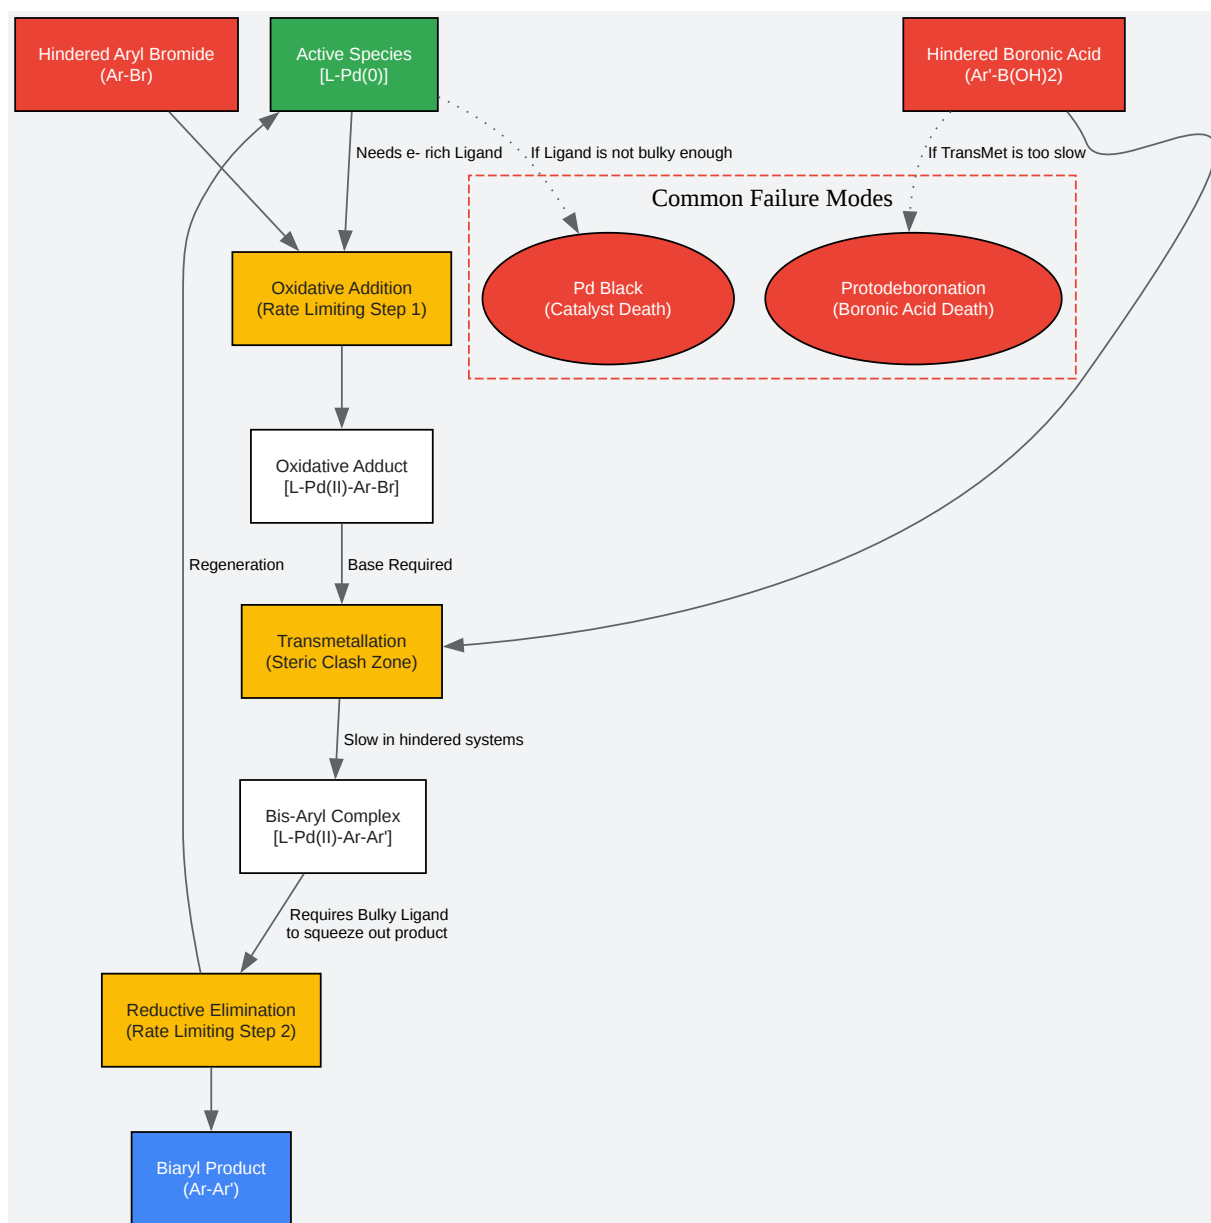 Hindered Aryl Bromide
(Ar-Br)
Active Species
[L-Pd(0)]
Hindered Boronic Acid
(Ar'-B(OH)2)
Needs e- rich Ligand
If Ligand is not bulky enough
If TransMet is too slow
Common Failure Modes
Oxidative Addition
(Rate Limiting Step 1)
Pd Black
(Catalyst Death)
Protodeboronation
(Boronic Acid Death)
Oxidative Adduct
[L-Pd(II)-Ar-Br]
Regeneration
Base Required
Transmetallation
(Steric Clash Zone)
Slow in hindered systems
Bis-Aryl Complex
[L-Pd(II)-Ar-Ar']
Requires Bulky Ligand
to squeeze out product
Reductive Elimination
(Rate Limiting Step 2)
Biaryl Product
(Ar-Ar')